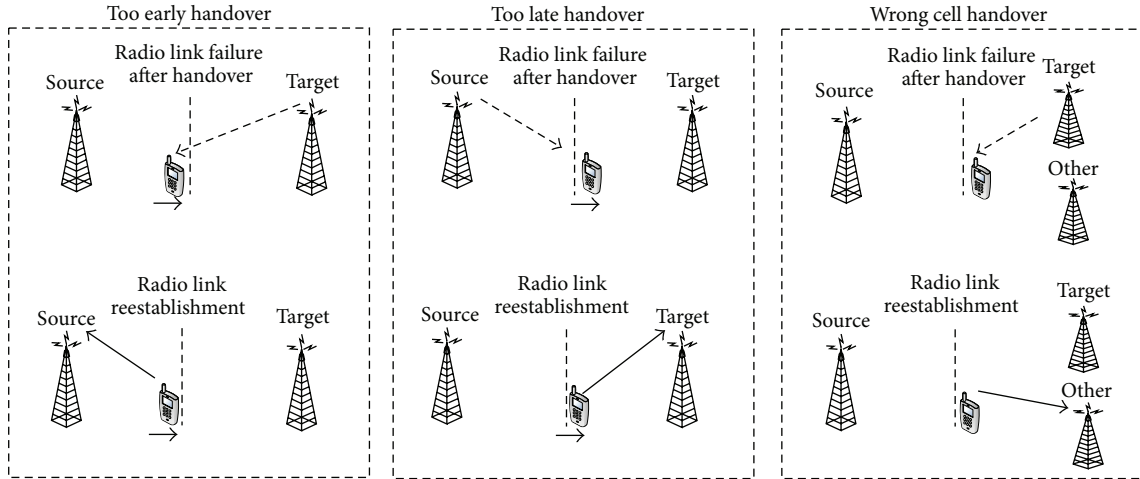 Too early handover
Radio link failure
after handover
Source
Target
Radio link
reestablishment
Source
Target
Too late handover
Radio link failure
after handover
Source
Target
Radio link
reestablishment
Source
Target
Wrong cell handover
Radio link failure
after handover
Target
Source
Other
Radio link
reestablishment
Target
Source
Other